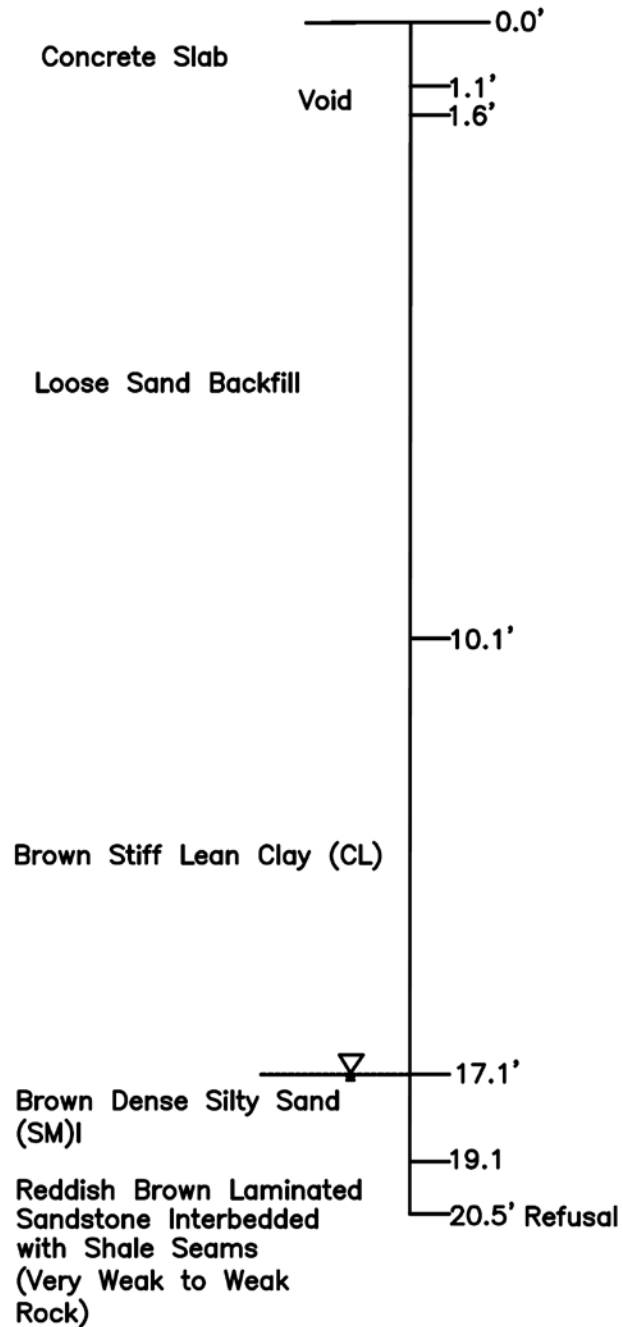 0.0'
Concrete Slab
1.1'
Void
1.6'
Loose Sand Backfill
10.1'
Brown Stiff Lean Clay (CL)
17.1'
Brown Dense Silty Sand
(SM)I
19.1
Reddish Brown Laminated
Sandstone Interbedded
20.5' Refusal
with Shale Seams
(Very Weak to Weak
Rock)